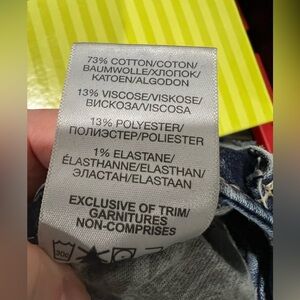 73% COTTON/COTON/
BAUMWOLLE/ХЛОПОК/
KATOEN/ALGODON
13% VISCOSE/VISKOSE/
ВИСКОЗА/VISCOSA
13% POLYESTER/
ПОЛИЭСТЕР/POLIESTER
1% ELASTANE/
ÉLASTHANNE/ELASTHAN/
ЭЛАСТАН/ELASTAAN
EXCLUSIVE OF TRIM/
GARNITURES
NON-COMPRISES